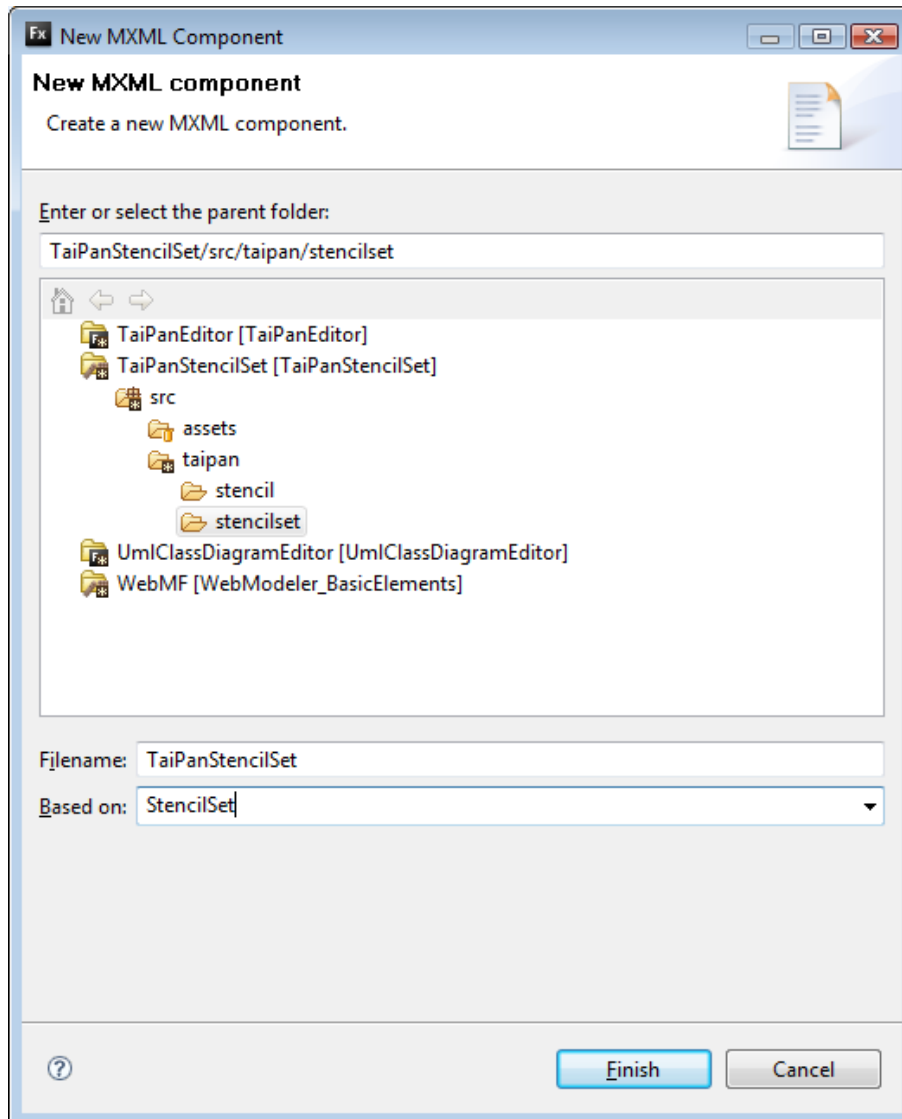 Fx New MXML Component
New MXML component
Create a new MXML component.
Enter or select the parent folder:
TaiPanStencilSet/src/taipan/stencilset
TaiPanEditor [TaiPanEditor]
TaiPanStencilSet [TaiPanStencilSet]
src
assets
taipan
stencil
stencilset
UmlClassDiagramEditor [UmlClassDiagramEditor]
WebMF [WebModeler_BasicElements]
Filename: TaiPanStencilSet
Based on: StencilSet
? Finish Cancel